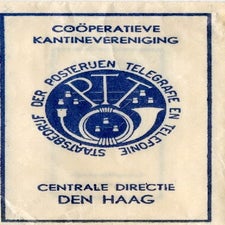 COÖPERATIEVE
KANTINEVERENIGING
STAATSBEDRIJF DER POSTERIJEN TELEGRAFIE EN TELEFONIE
PTT
CENTRALE DIRECTIE
DEN HAAG